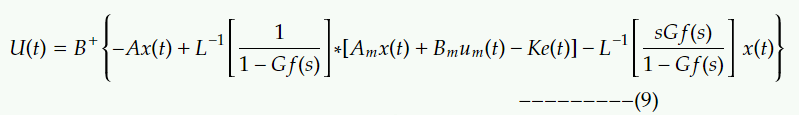 U(t) = B⁺ { −Ax(t) + L⁻¹ [ 1 / (1 − Gf(s)) ] *[Aₘx(t) + Bₘuₘ(t) − Ke(t)] − L⁻¹ [ sGf(s) / (1 − Gf(s)) ] x(t) }
−−−−−−−−−(9)